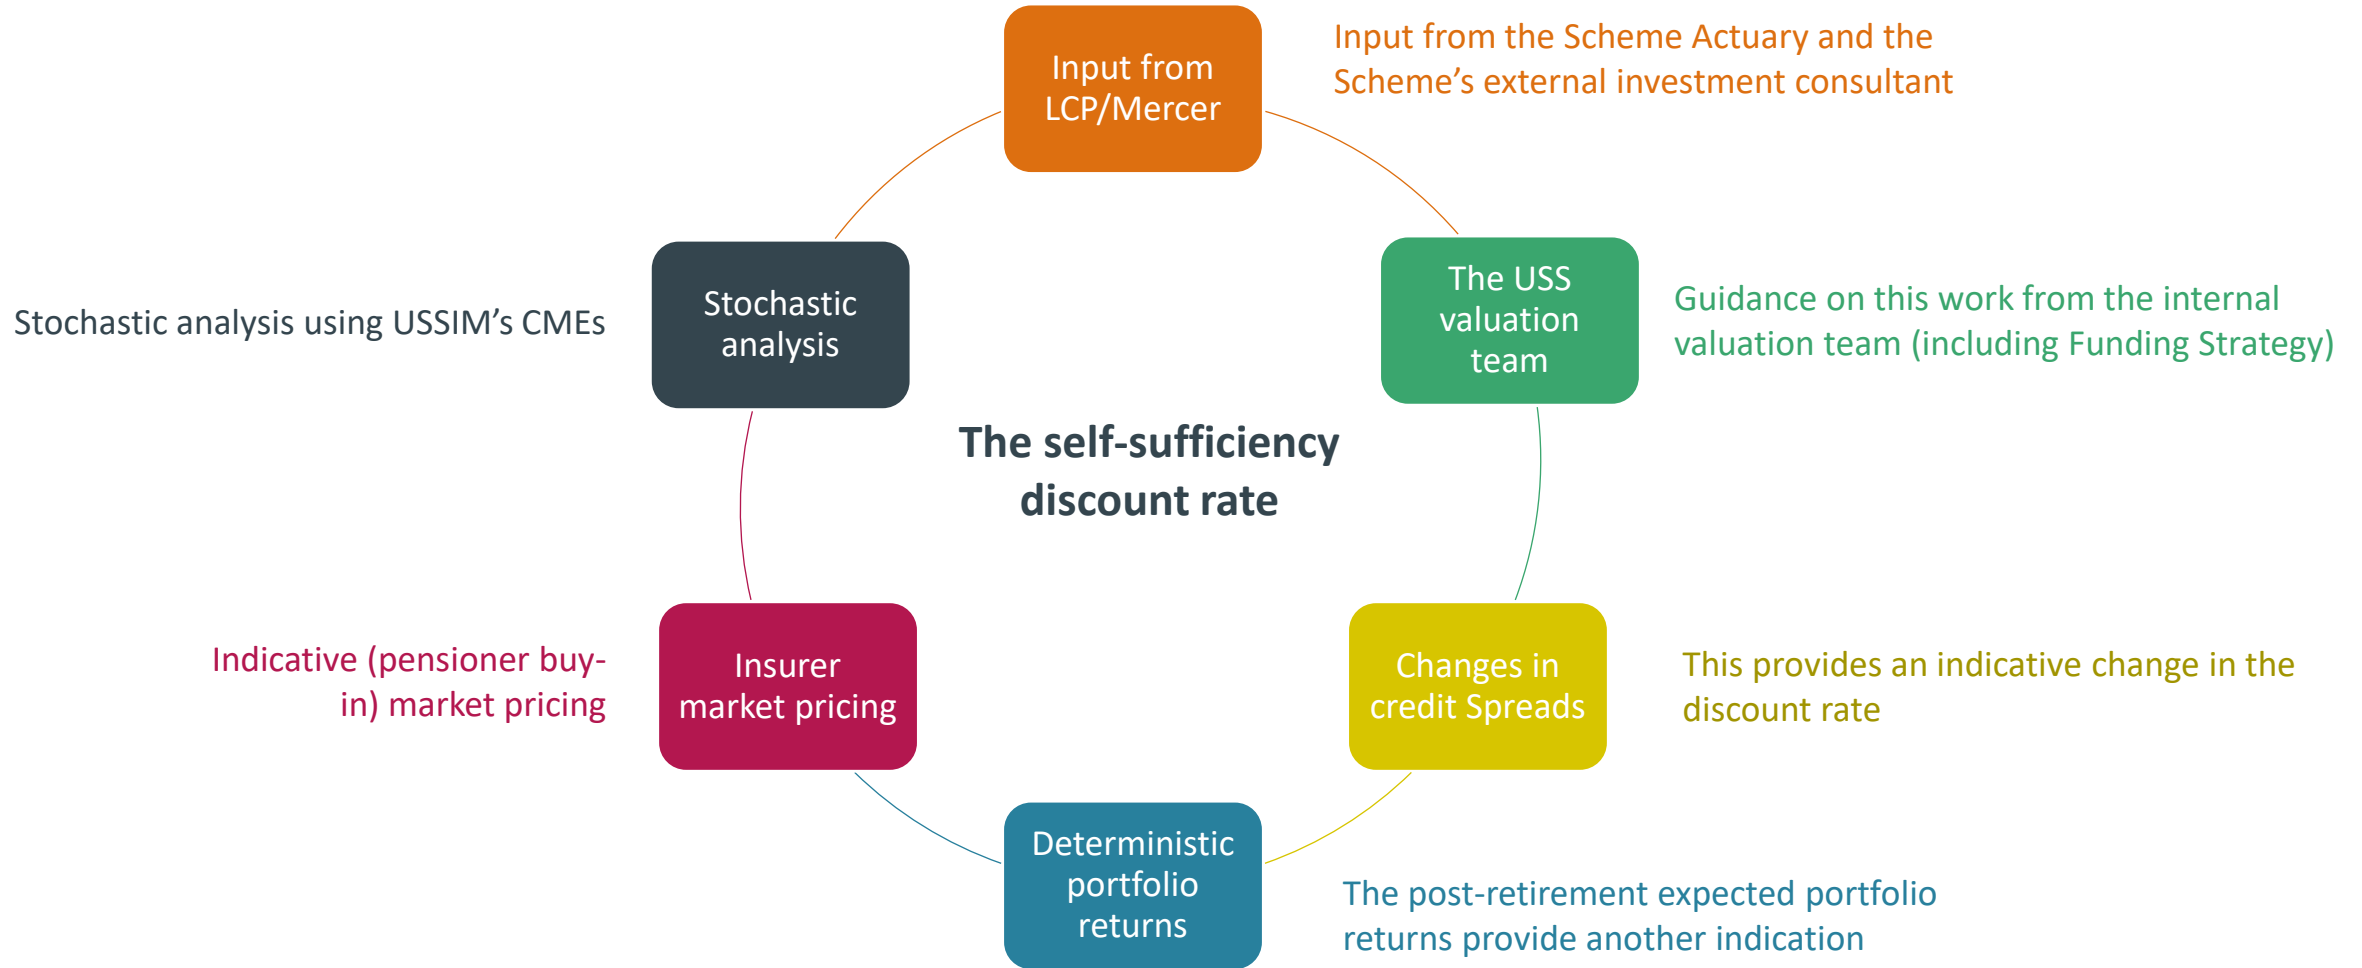 Input from
LCP/Mercer
Input from the Scheme Actuary and the
Scheme’s external investment consultant
The USS
valuation
team
Guidance on this work from the internal
valuation team (including Funding Strategy)
Changes in
credit Spreads
This provides an indicative change in the
discount rate
Deterministic
portfolio
returns
The post-retirement expected portfolio
returns provide another indication
Insurer
market pricing
Indicative (pensioner buy-
in) market pricing
Stochastic
analysis
Stochastic analysis using USSIM’s CMEs
The self-sufficiency
discount rate